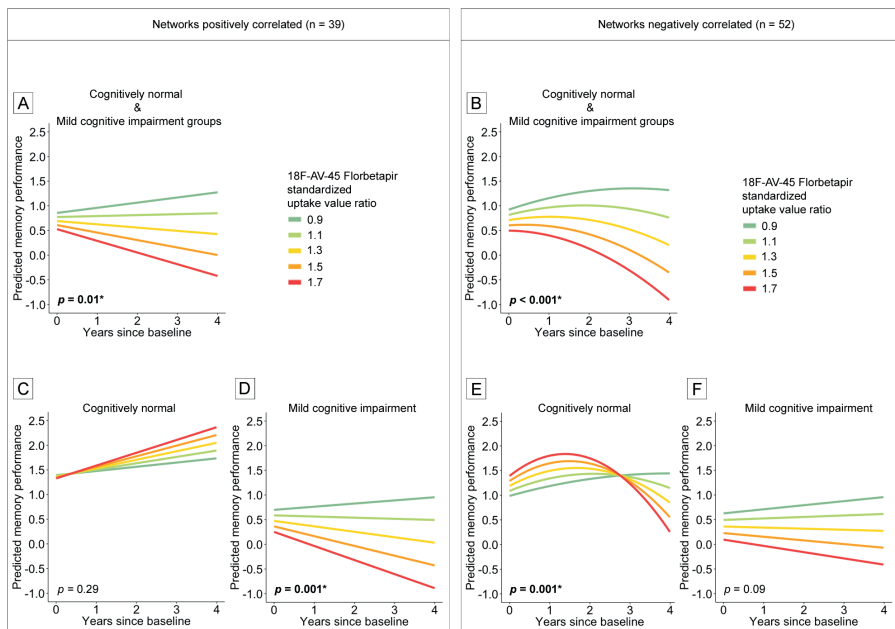 Networks positively correlated (n = 39)
Networks negatively correlated (n = 52)
A
Cognitively normal
&
Mild cognitive impairment groups
Predicted memory performance
2.5
2.0
1.5
1.0
0.5
0.0
-0.5
-1.0
p = 0.01*
0 1 2 3 4
Years since baseline
18F-AV-45 Florbetapir
standardized
uptake value ratio
0.9
1.1
1.3
1.5
1.7
B
Cognitively normal
&
Mild cognitive impairment groups
Predicted memory performance
2.5
2.0
1.5
1.0
0.5
0.0
-0.5
-1.0
p < 0.001*
0 1 2 3 4
Years since baseline
18F-AV-45 Florbetapir
standardized
uptake value ratio
0.9
1.1
1.3
1.5
1.7
C
Cognitively normal
Predicted memory performance
2.5
2.0
1.5
1.0
0.5
0.0
-0.5
-1.0
p = 0.29
0 1 2 3 4
Years since baseline
D
Mild cognitive impairment
Predicted memory performance
2.5
2.0
1.5
1.0
0.5
0.0
-0.5
-1.0
p = 0.001*
0 1 2 3 4
Years since baseline
E
Cognitively normal
Predicted memory performance
2.5
2.0
1.5
1.0
0.5
0.0
-0.5
-1.0
p = 0.001*
0 1 2 3 4
Years since baseline
F
Mild cognitive impairment
Predicted memory performance
2.5
2.0
1.5
1.0
0.5
0.0
-0.5
-1.0
p = 0.09
0 1 2 3 4
Years since baseline